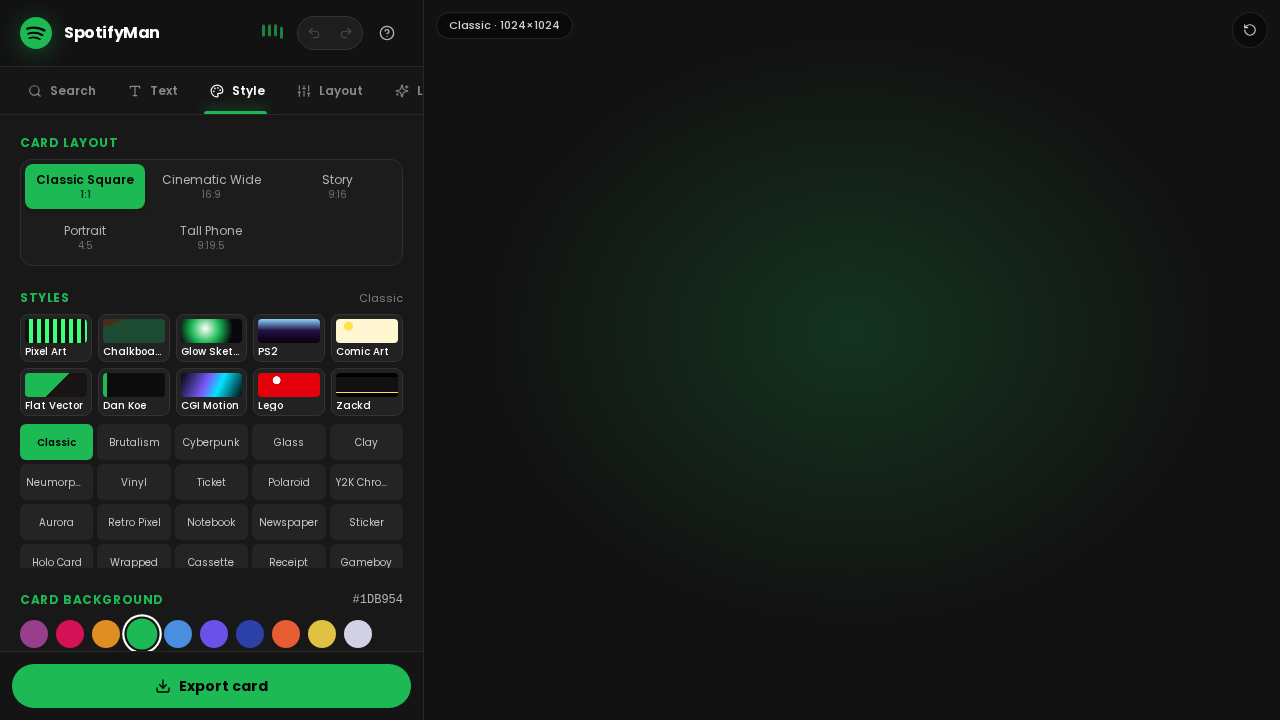 SpotifyMan
Search
Text
Style
Layout
CARD LAYOUT
Classic Square
1:1
Cinematic Wide
16:9
Story
9:16
Portrait
4:5
Tall Phone
9:19.5
STYLES
Classic
Pixel Art
Chalkboa...
Glow Sket...
PS2
Comic Art
Flat Vector
Dan Koe
CGI Motion
Lego
Zackd
Classic
Brutalism
Cyberpunk
Glass
Clay
Neumorp...
Vinyl
Ticket
Polaroid
Y2K Chro...
Aurora
Retro Pixel
Notebook
Newspaper
Sticker
Holo Card
Wrapped
Cassette
Receipt
Gameboy
CARD BACKGROUND
#1DB954
Export card
Classic · 1024×1024